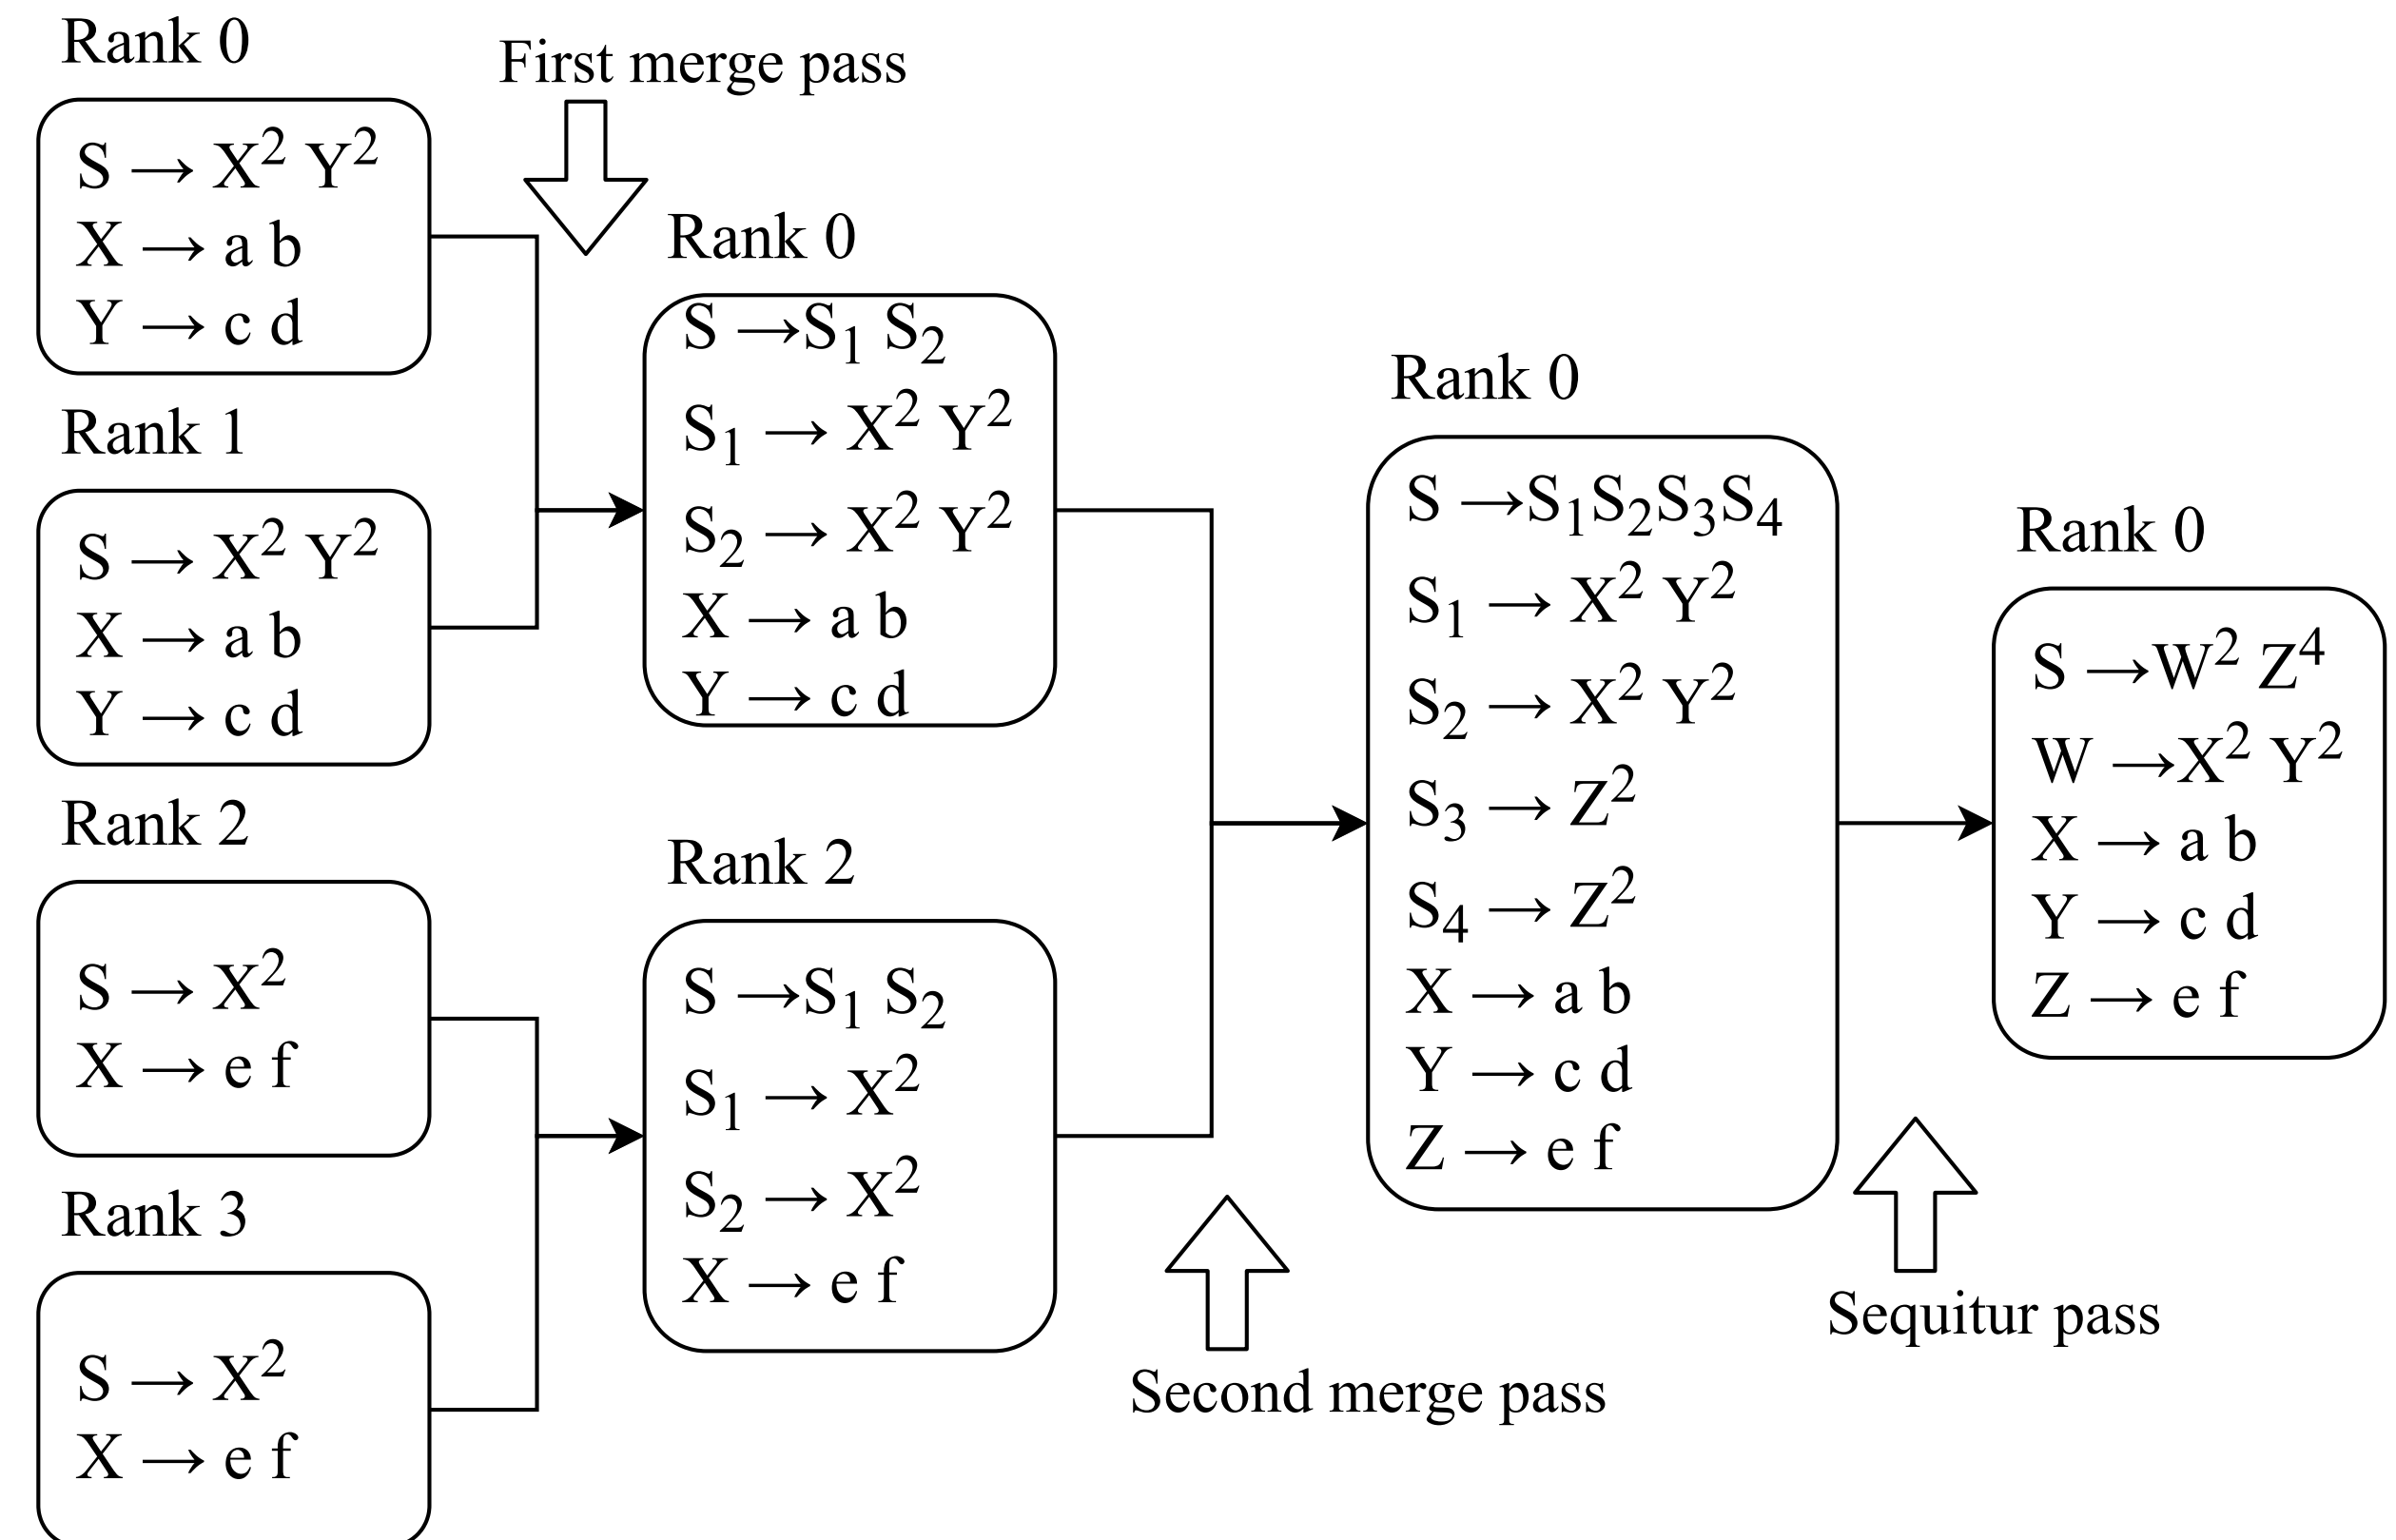 Rank 0
S → X² Y²
X → a b
Y → c d
Rank 1
S → X² Y²
X → a b
Y → c d
Rank 2
S → X²
X → e f
Rank 3
S → X²
X → e f
First merge pass
Rank 0
S → S₁ S₂
S₁ → X² Y²
S₂ → X² Y²
X → a b
Y → c d
Rank 2
S → S₁ S₂
S₁ → X²
S₂ → X²
X → e f
Second merge pass
Rank 0
S → S₁S₂S₃S₄
S₁ → X² Y²
S₂ → X² Y²
S₃ → Z²
S₄ → Z²
X → a b
Y → c d
Z → e f
Sequitur pass
Rank 0
S → W² Z⁴
W → X² Y²
X → a b
Y → c d
Z → e f